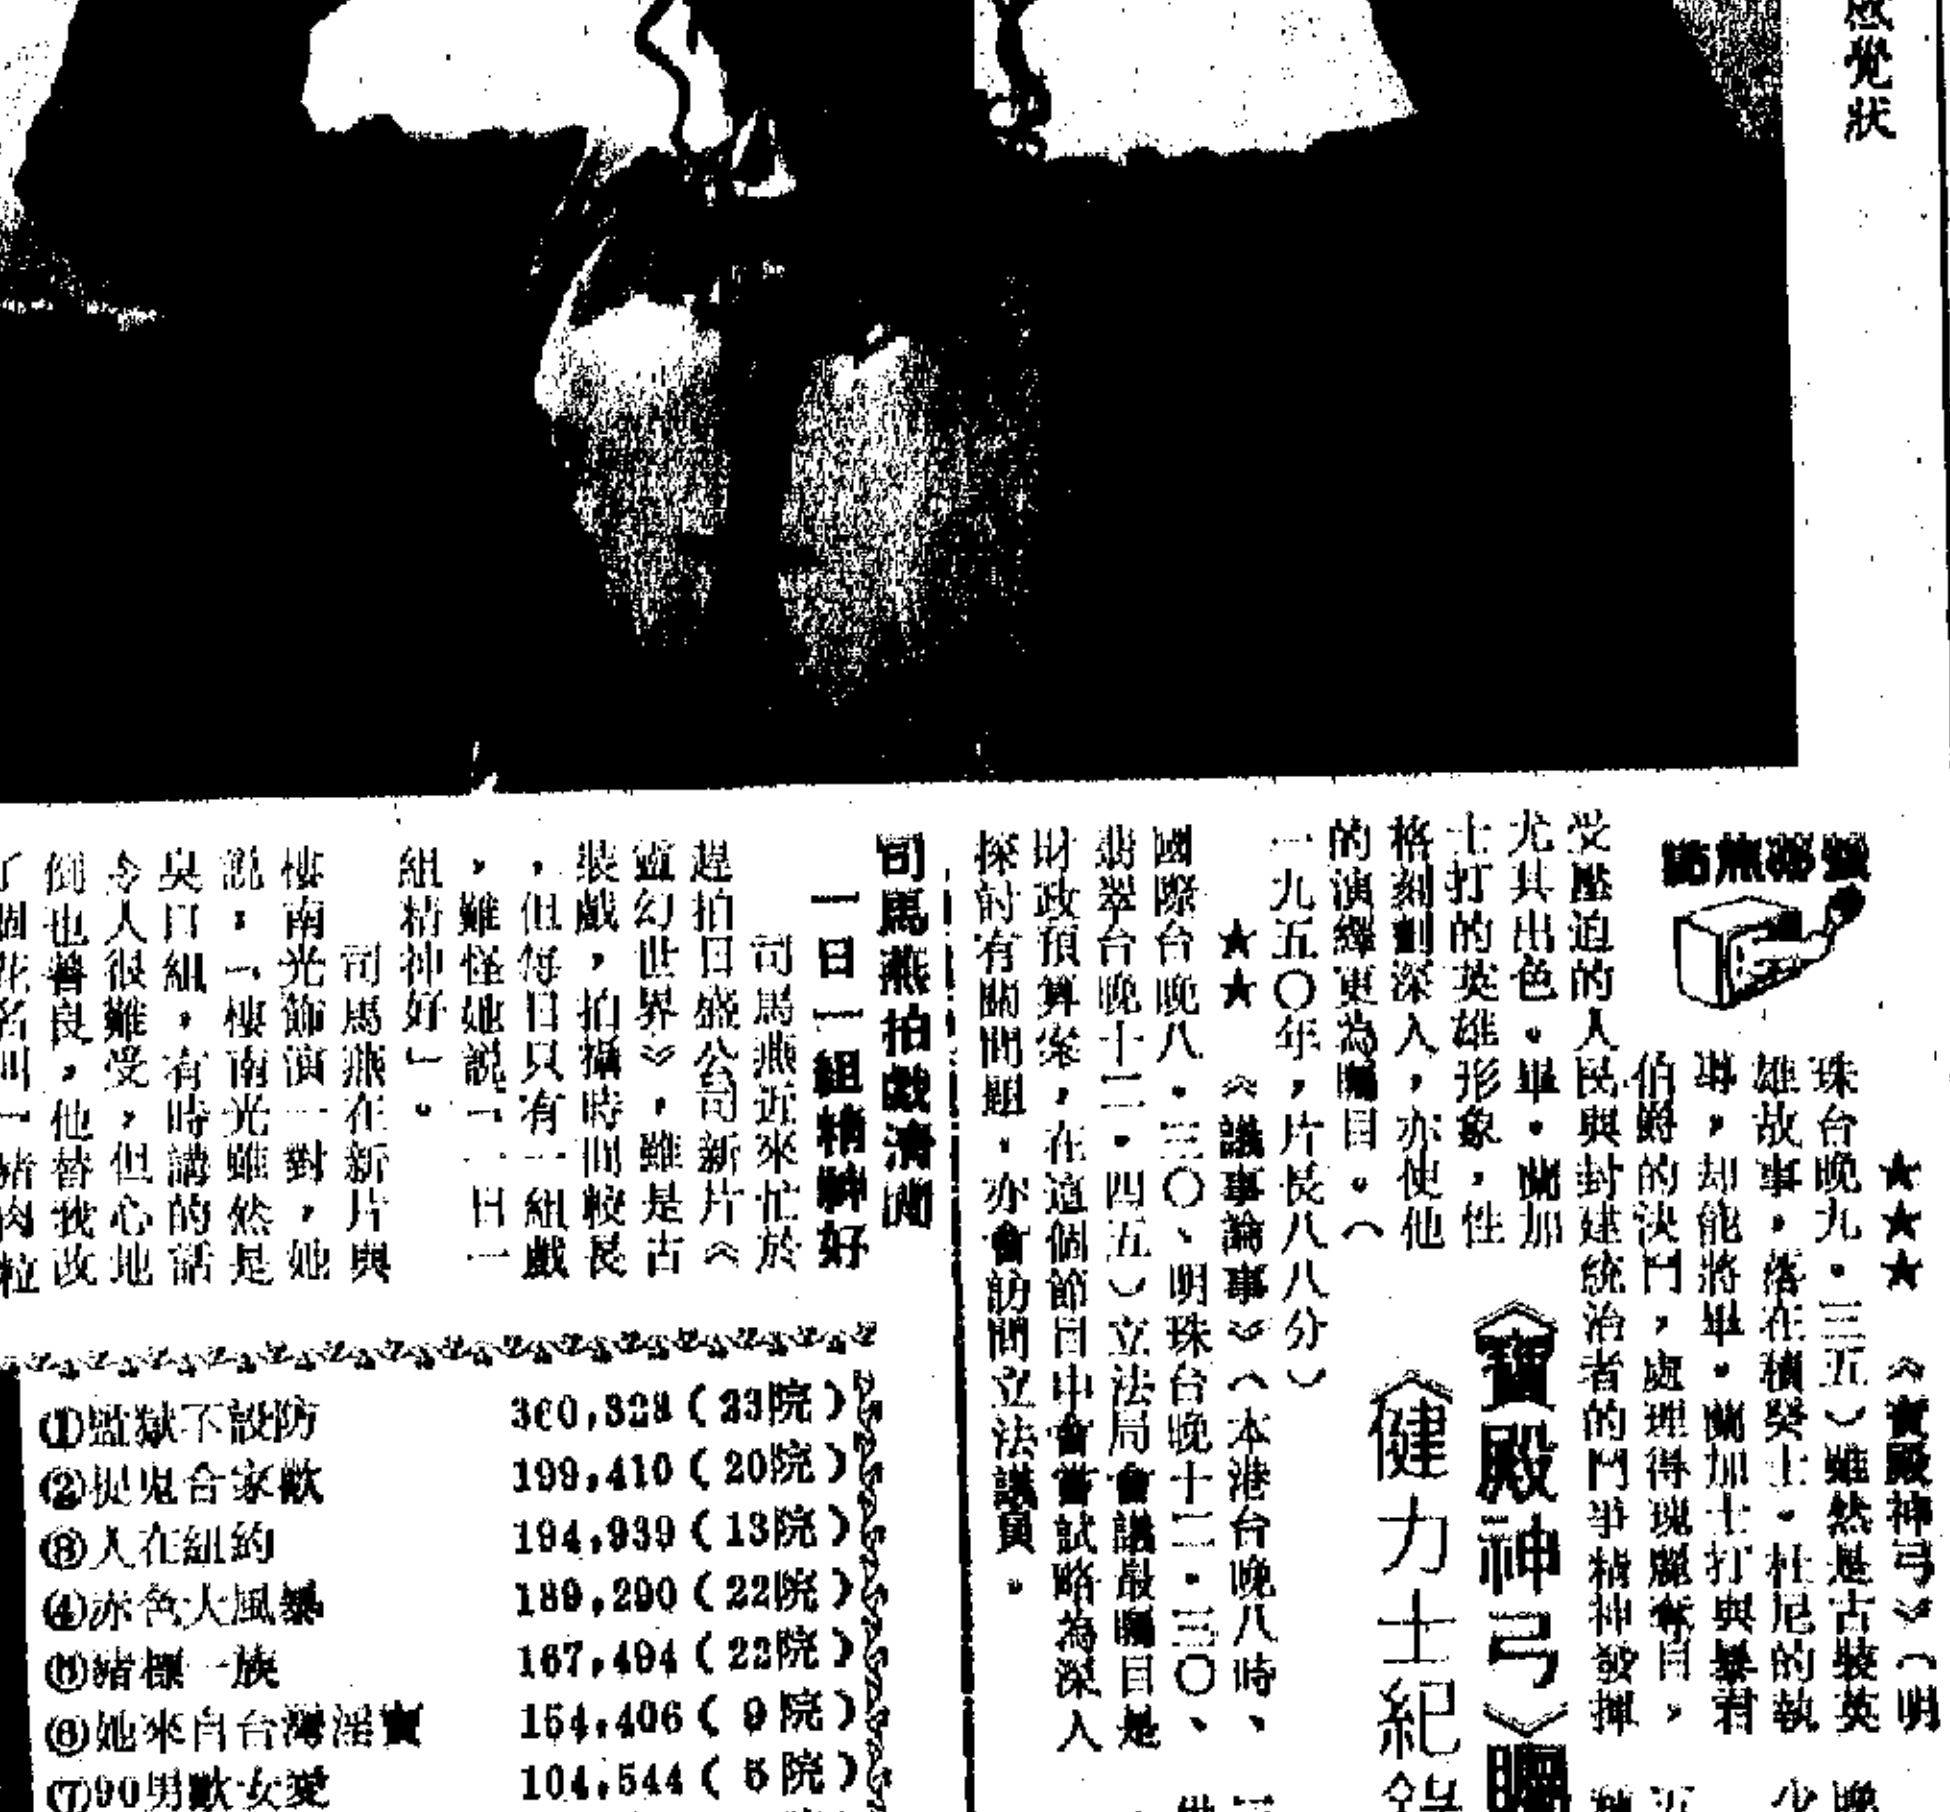 感覺狀
螢幕焦點
★★★《寶殿神弓》（明
珠台晚九・三五）雖然是古裝英
雄故事，落在積葵士・杜尼的執
導，却能將畢・蘭加士打與暴君
伯爵的決鬥，處理得瑰麗奪目，
受壓迫的人民與封建統治者的鬥爭精神發揮
尤其出色。畢・蘭加
士打的英雄形象，性
格刻劃深入，亦使他
的演繹更為矚目。（
一九五〇年，片長八八分）
《寶殿神弓》矚
《健力士紀錄
★★《議事論事》（本港台晚八時、
國際台晚八・三〇、明珠台晚十二・三〇、
翡翠台晚十二・四五）立法局會議最矚目是
財政預算案，在這個節目中會嘗試略為深入
探討有關問題，亦會訪問立法議員。
司馬燕拍戲清閒
一日一組精神好
司馬燕近來忙於
趕拍日盛公司新片《
靈幻世界》，雖是古
裝戲，拍攝時間較長
，但每日只有一組戲
，難怪她說「一日一
組精神好」。
司馬燕在新片與
樓南光飾演一對，她
說：「樓南光雖然是
臭口組，有時講的話
令人很難受，但心地
倒也善良，他替我改
了個花名叫一豬肉粒
①監獄不設防 360,328（23院）
②捉鬼合家歡 199,410（20院）
③人在紐約 194,939（13院）
④赤色大風暴 189,290（22院）
⑤豬標一族 167,494（22院）
⑥她來自台灣淫窟 154,406（9院）
⑦90男歡女愛 104,544（5院）